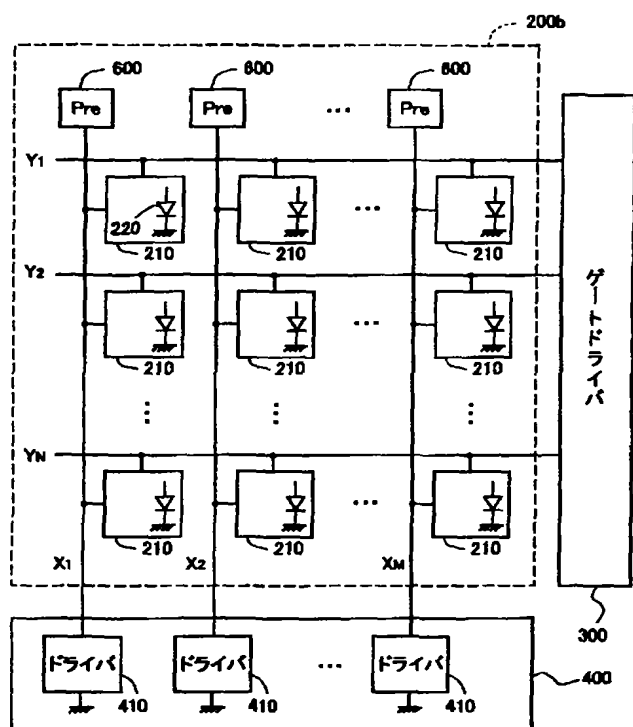 200b
600 600 600
Pre Pre … Pre
Y1
220
210 210 … 210
Y2
210 210 … 210
YN
210 210 … 210
X1 X2 XM
ゲートドライバ
300
ドライバ ドライバ … ドライバ
410 410 410
400